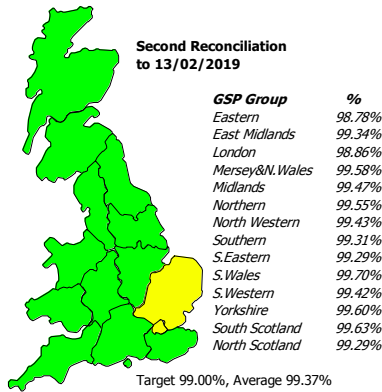 Second Reconciliation
to 13/02/2019
GSP Group %
Eastern 98.78%
East Midlands 99.34%
London 98.86%
Mersey&N.Wales 99.58%
Midlands 99.47%
Northern 99.55%
North Western 99.43%
Southern 99.31%
S.Eastern 99.29%
S.Wales 99.70%
S.Western 99.42%
Yorkshire 99.60%
South Scotland 99.63%
North Scotland 99.29%
Target 99.00%, Average 99.37%